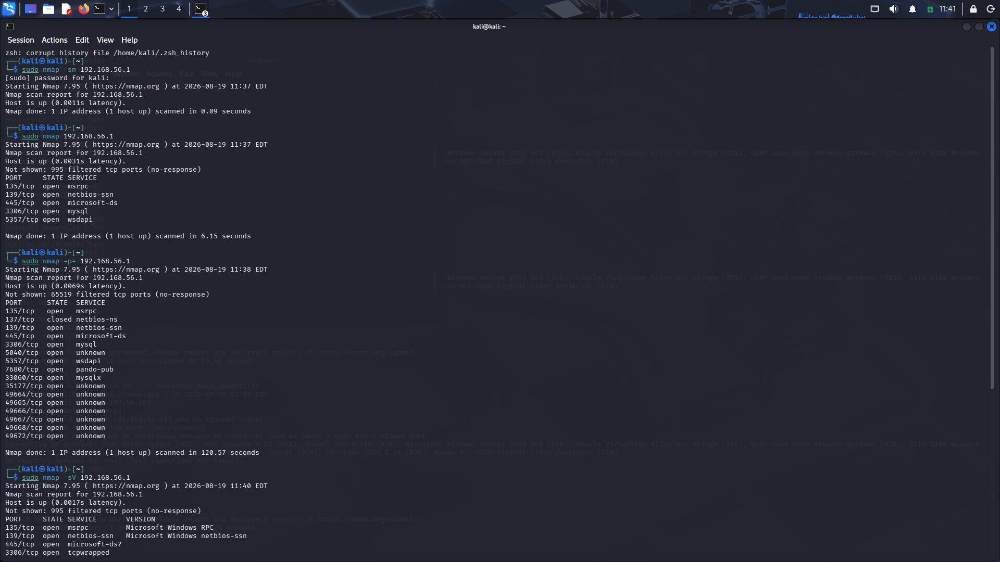 1 2 3 4 3 11:41
kali@kali: ~
Session Actions Edit View Help
zsh: corrupt history file /home/kali/.zsh_history
┌──(kali㉿kali)-[~]
└─$ sudo nmap -sn 192.168.56.1
[sudo] password for kali:
Starting Nmap 7.95 ( https://nmap.org ) at 2026-08-19 11:37 EDT
Nmap scan report for 192.168.56.1
Host is up (0.0011s latency).
Nmap done: 1 IP address (1 host up) scanned in 0.09 seconds
┌──(kali㉿kali)-[~]
└─$ sudo nmap 192.168.56.1
Starting Nmap 7.95 ( https://nmap.org ) at 2026-08-19 11:37 EDT
Nmap scan report for 192.168.56.1
Host is up (0.0031s latency).
Not shown: 995 filtered tcp ports (no-response)
PORT     STATE SERVICE
135/tcp  open  msrpc
139/tcp  open  netbios-ssn
445/tcp  open  microsoft-ds
3306/tcp open  mysql
5357/tcp open  wsdapi
Nmap done: 1 IP address (1 host up) scanned in 6.15 seconds
┌──(kali㉿kali)-[~]
└─$ sudo nmap -p- 192.168.56.1
Starting Nmap 7.95 ( https://nmap.org ) at 2026-08-19 11:38 EDT
Nmap scan report for 192.168.56.1
Host is up (0.0069s latency).
Not shown: 65519 filtered tcp ports (no-response)
PORT      STATE  SERVICE
135/tcp   open   msrpc
137/tcp   closed netbios-ns
139/tcp   open   netbios-ssn
445/tcp   open   microsoft-ds
3306/tcp  open   mysql
5040/tcp  open   unknown
5357/tcp  open   wsdapi
7680/tcp  open   pando-pub
33060/tcp open   mysqlx
35177/tcp open   unknown
49664/tcp open   unknown
49665/tcp open   unknown
49666/tcp open   unknown
49667/tcp open   unknown
49668/tcp open   unknown
49672/tcp open   unknown
Nmap done: 1 IP address (1 host up) scanned in 120.57 seconds
┌──(kali㉿kali)-[~]
└─$ sudo nmap -sV 192.168.56.1
Starting Nmap 7.95 ( https://nmap.org ) at 2026-08-19 11:40 EDT
Nmap scan report for 192.168.56.1
Host is up (0.0017s latency).
Not shown: 995 filtered tcp ports (no-response)
PORT     STATE SERVICE       VERSION
135/tcp  open  msrpc         Microsoft Windows RPC
139/tcp  open  netbios-ssn   Microsoft Windows netbios-ssn
445/tcp  open  microsoft-ds?
3306/tcp open  tcpwrapped